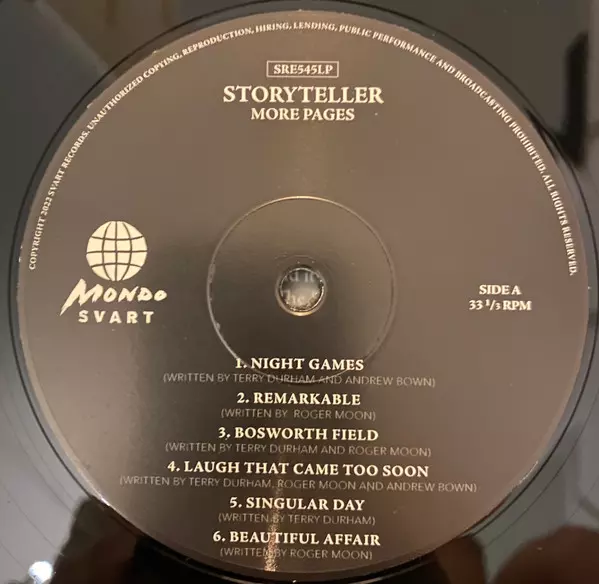 COPYRIGHT 2022 SVART RECORDS. UNAUTHORIZED COPYING, REPRODUCTION, HIRING, LENDING, PUBLIC PERFORMANCE AND BROADCASTING PROHIBITED. ALL RIGHTS RESERVED.
SRE545LP
STORYTELLER
MORE PAGES
MONDO
SVART
SIDE A
33 1/3 RPM
1. NIGHT GAMES
(WRITTEN BY TERRY DURHAM AND ANDREW BOWN)
2. REMARKABLE
(WRITTEN BY ROGER MOON)
3. BOSWORTH FIELD
(WRITTEN BY TERRY DURHAM AND ROGER MOON)
4. LAUGH THAT CAME TOO SOON
(WRITTEN BY TERRY DURHAM, ROGER MOON AND ANDREW BOWN)
5. SINGULAR DAY
(WRITTEN BY TERRY DURHAM)
6. BEAUTIFUL AFFAIR
(WRITTEN BY ROGER MOON)